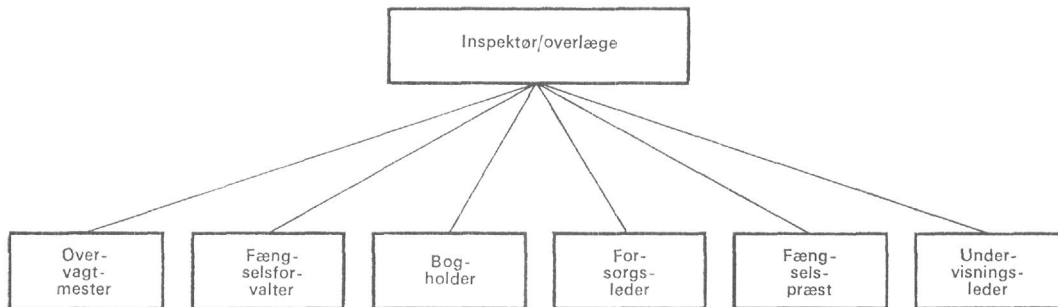 Inspektør/overlæge
Over-
vagt-
mester
Fæng-
selsfor-
valter
Bog-
holder
For-
sorgs-
leder
Fæng-
sels-
præst
Under-
visnings-
leder